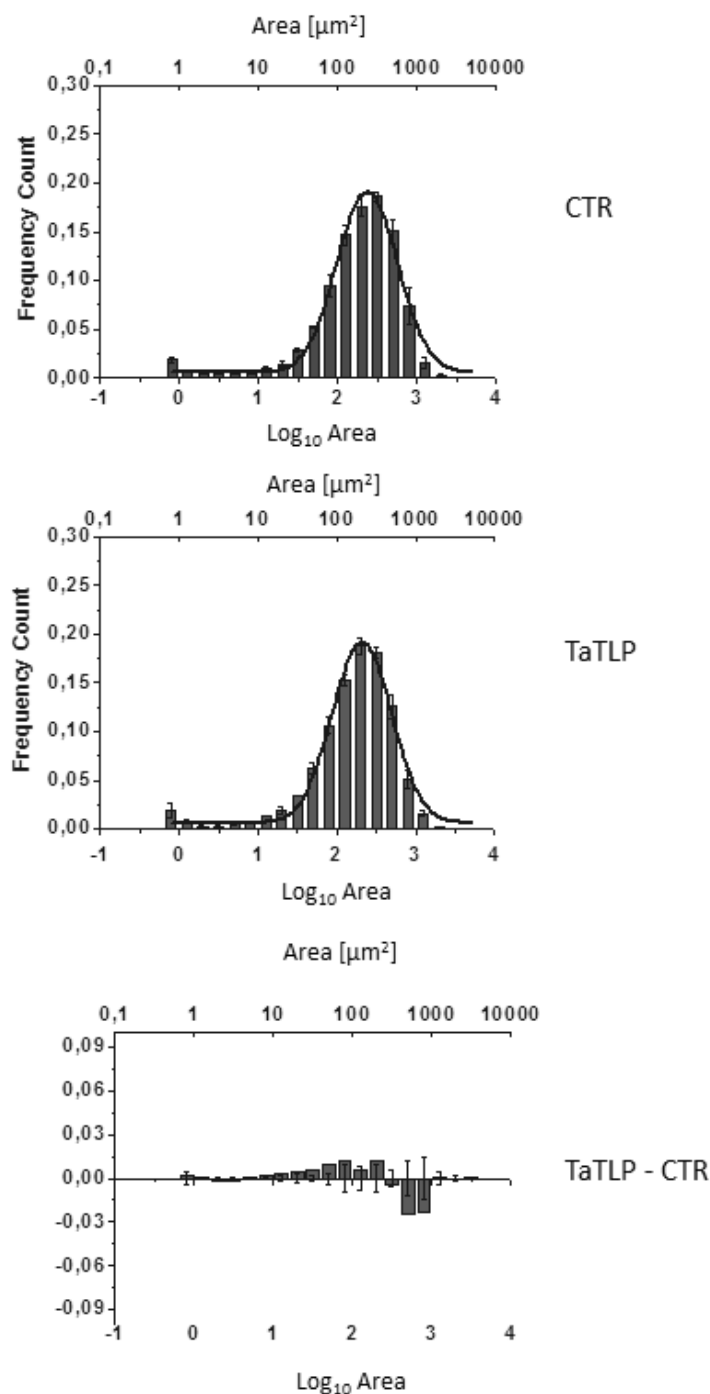 Area [μm²]
0,1 1 10 100 1000 10000
0,30
0,25
0,20
0,15
0,10
0,05
0,00
Frequency Count
CTR
-1 0 1 2 3 4
Log₁₀ Area
Area [μm²]
0,1 1 10 100 1000 10000
0,30
0,25
0,20
0,15
0,10
0,05
0,00
Frequency Count
TaTLP
-1 0 1 2 3 4
Log₁₀ Area
Area [μm²]
0,1 1 10 100 1000 10000
0,09
0,06
0,03
0,00
-0,03
-0,06
-0,09
TaTLP - CTR
-1 0 1 2 3 4
Log₁₀ Area